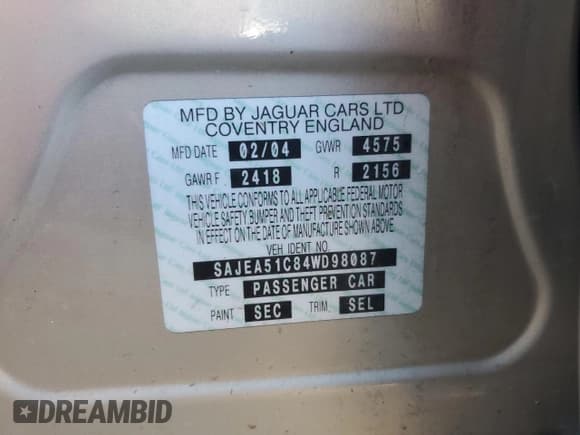 MFD BY JAGUAR CARS LTD
COVENTRY ENGLAND
MFD DATE 02/04 GVWR 4575
GAWR F 2418 R 2156
THIS VEHICLE CONFORMS TO ALL APPLICABLE FEDERAL MOTOR
VEHICLE SAFETY BUMPER AND THEFT PREVENTION STANDARDS
IN EFFECT ON THE DATE OF MANUFACTURE SHOWN ABOVE.
VEH IDENT NO
SAJEA51C84WD98087
TYPE PASSENGER CAR
PAINT SEC TRIM SEL
DREAMBID